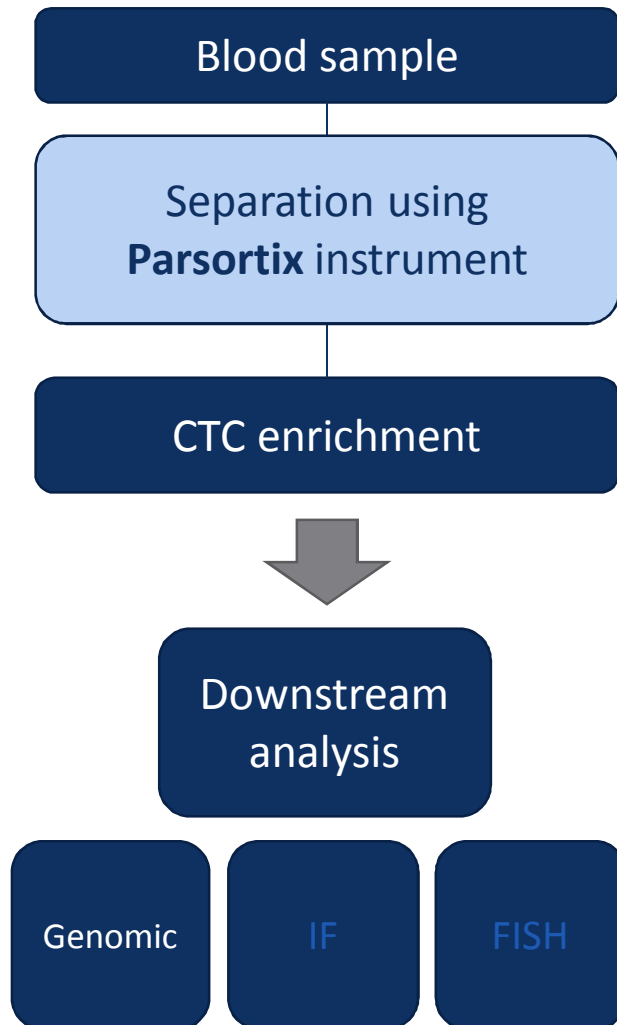 Blood sample
Separation using
Parsortix instrument
CTC enrichment
Downstream
analysis
Genomic
IF
FISH